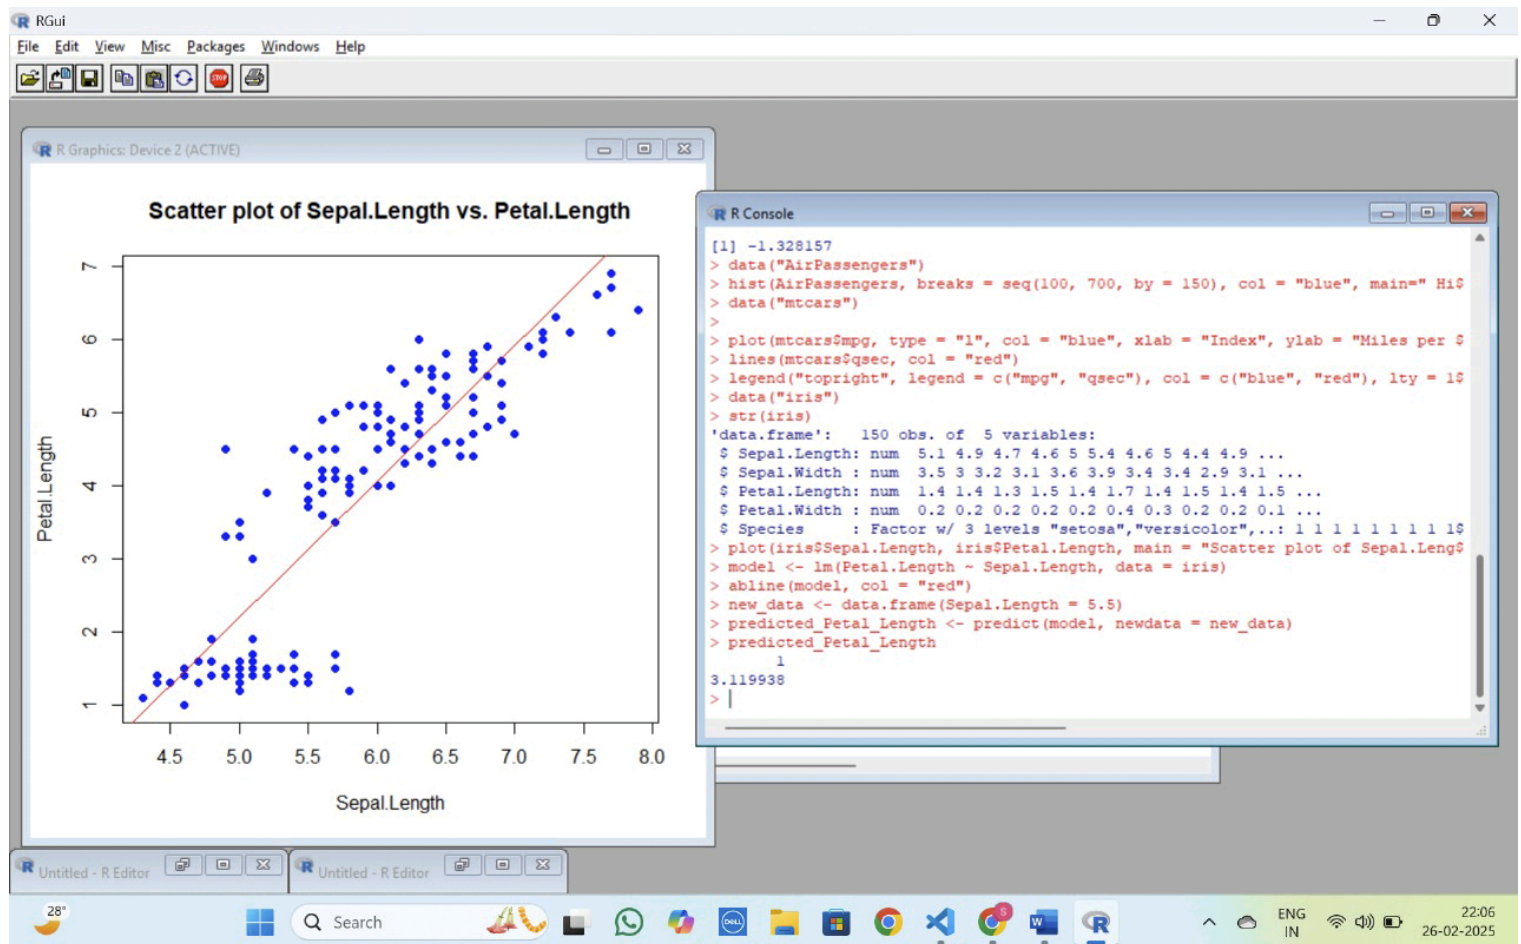 RGui
File Edit View Misc Packages Windows Help
STOP
R Graphics: Device 2 (ACTIVE)
Scatter plot of Sepal.Length vs. Petal.Length
7
6
5
4
3
2
1
Petal.Length
4.5 5.0 5.5 6.0 6.5 7.0 7.5 8.0
Sepal.Length
R Console
[1] -1.328157
> data("AirPassengers")
> hist(AirPassengers, breaks = seq(100, 700, by = 150), col = "blue", main=" Hi$
> data("mtcars")
>
> plot(mtcars$mpg, type = "l", col = "blue", xlab = "Index", ylab = "Miles per $
> lines(mtcars$qsec, col = "red")
> legend("topright", legend = c("mpg", "qsec"), col = c("blue", "red"), lty = 1$
> data("iris")
> str(iris)
'data.frame':   150 obs. of  5 variables:
 $ Sepal.Length: num  5.1 4.9 4.7 4.6 5 5.4 4.6 5 4.4 4.9 ...
 $ Sepal.Width : num  3.5 3 3.2 3.1 3.6 3.9 3.4 3.4 2.9 3.1 ...
 $ Petal.Length: num  1.4 1.4 1.3 1.5 1.4 1.7 1.4 1.5 1.4 1.5 ...
 $ Petal.Width : num  0.2 0.2 0.2 0.2 0.2 0.4 0.3 0.2 0.2 0.1 ...
 $ Species     : Factor w/ 3 levels "setosa","versicolor",..: 1 1 1 1 1 1 1 1 1$
> plot(iris$Sepal.Length, iris$Petal.Length, main = "Scatter plot of Sepal.Leng$
> model <- lm(Petal.Length ~ Sepal.Length, data = iris)
> abline(model, col = "red")
> new_data <- data.frame(Sepal.Length = 5.5)
> predicted_Petal_Length <- predict(model, newdata = new_data)
> predicted_Petal_Length
       1
3.119938
>
Untitled - R Editor
Untitled - R Editor
28°
Search
DELL
S
ENG
IN
22:06
26-02-2025